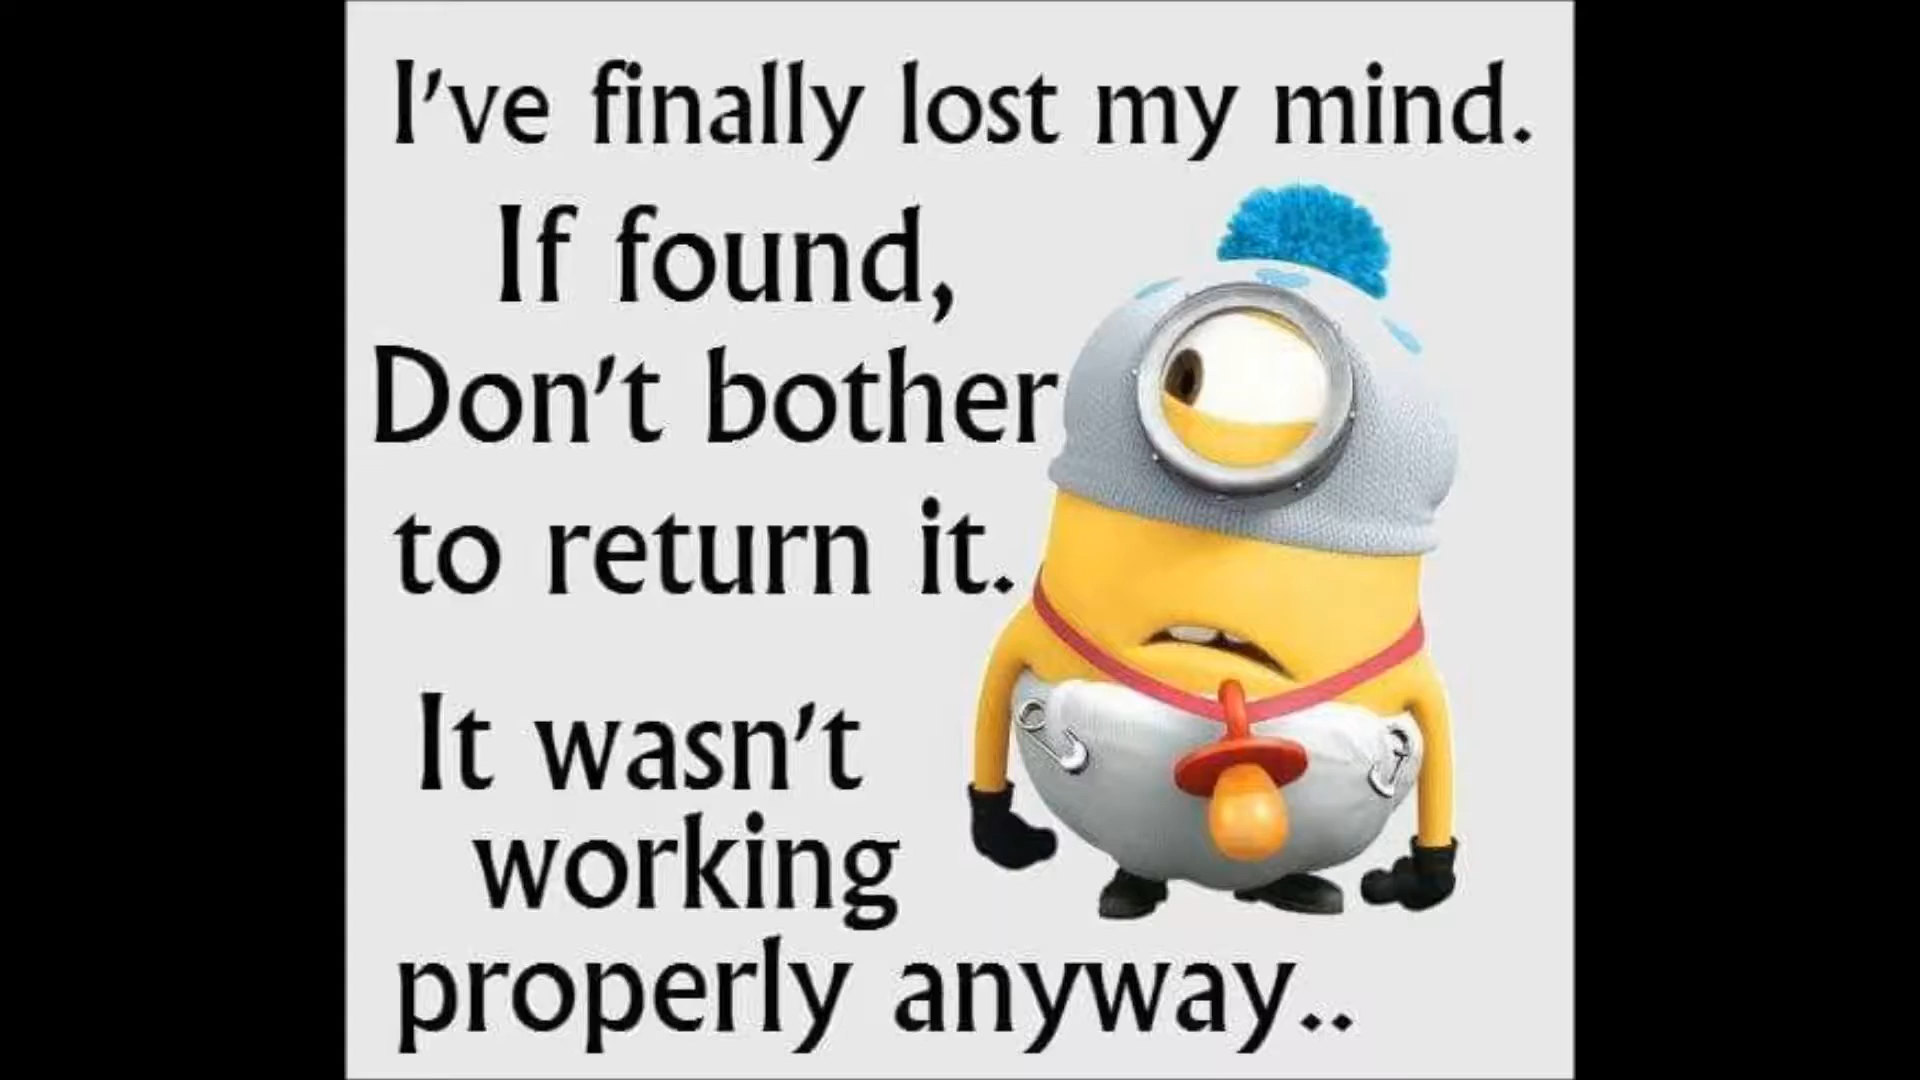 I've finally lost my mind.
If found,
Don't bother
to return it.
It wasn't
working
properly anyway..